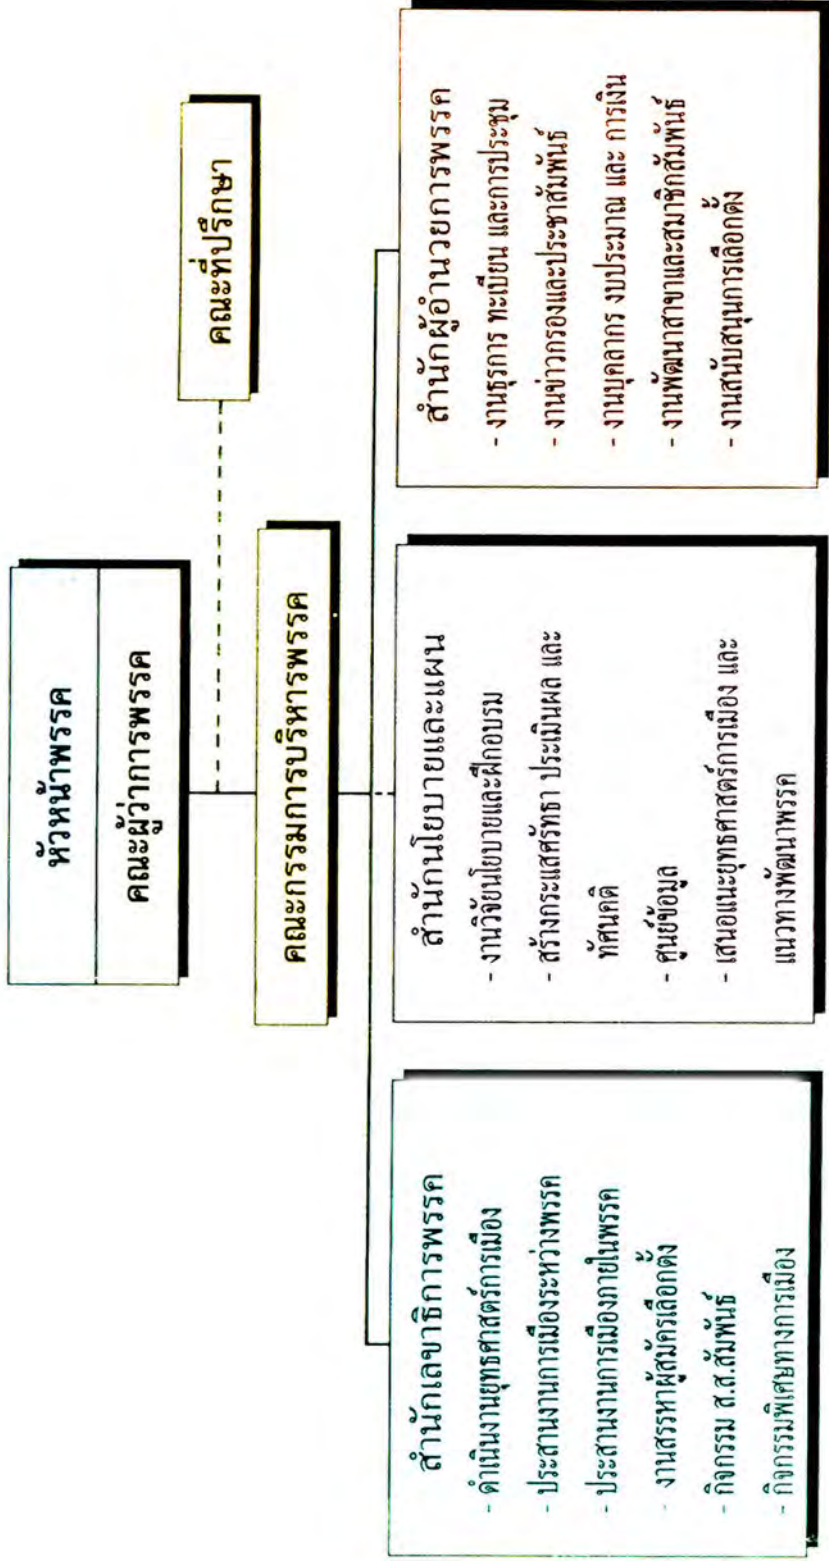 หัวหน้าพรรค
คณะผู้ว่าการพรรค
คณะที่ปรึกษา
คณะกรรมการบริหารพรรค
สำนักเลขาธิการพรรค
- ดำเนินงานยุทธศาสตร์การเมือง
- ประสานงานการเมืองระหว่างพรรค
- ประสานงานการเมืองภายในพรรค
- งานสรรหาผู้สมัครเลือกตั้ง
- กิจกรรม ส.ส.สัมพันธ์
- กิจกรรมพิเศษทางการเมือง
สำนักนโยบายและแผน
- งานวิจัยนโยบายและฝึกอบรม
- สร้างกระแสศรัทธา ประเมินผล และ
ทัศนคติ
- ศูนย์ข้อมูล
- เสนอแนะยุทธศาสตร์การเมือง และ
แนวทางพัฒนาพรรค
สำนักผู้อำนวยการพรรค
- งานธุรการ ทะเบียน และการประชุม
- งานข่าวกรองและประชาสัมพันธ์
- งานบุคลากร งบประมาณ และ การเงิน
- งานพัฒนาสาขาและสมาชิกสัมพันธ์
- งานสนับสนุนการเลือกตั้ง